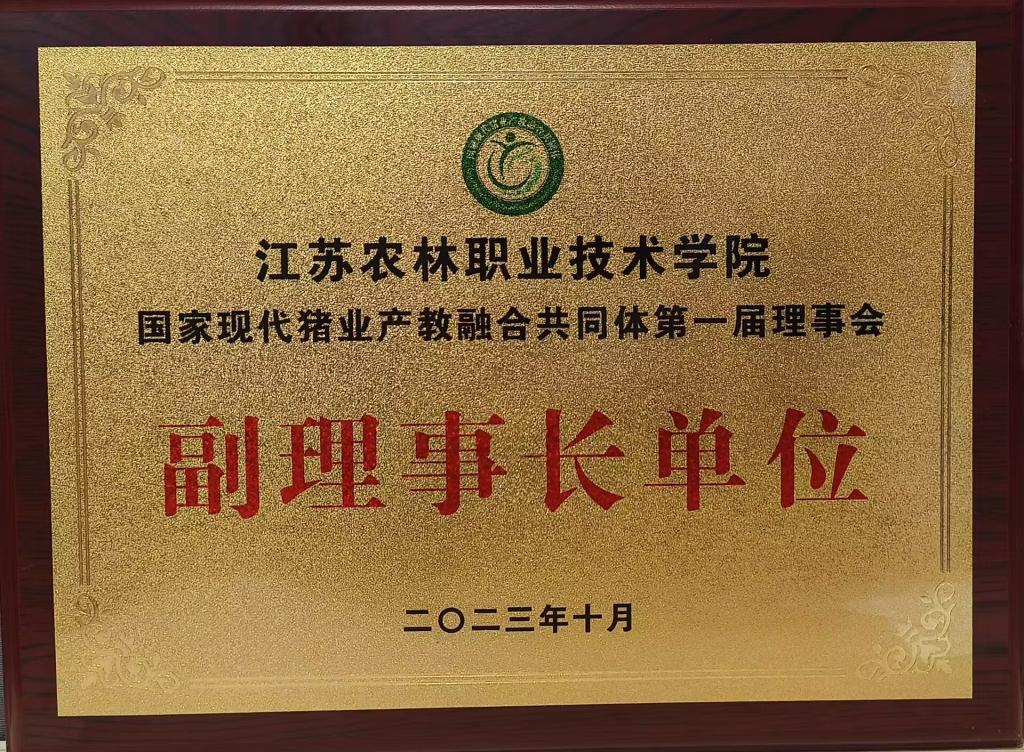 江苏农林职业技术学院
国家现代猪业产教融合共同体第一届理事会
副理事长单位
二〇二三年十月